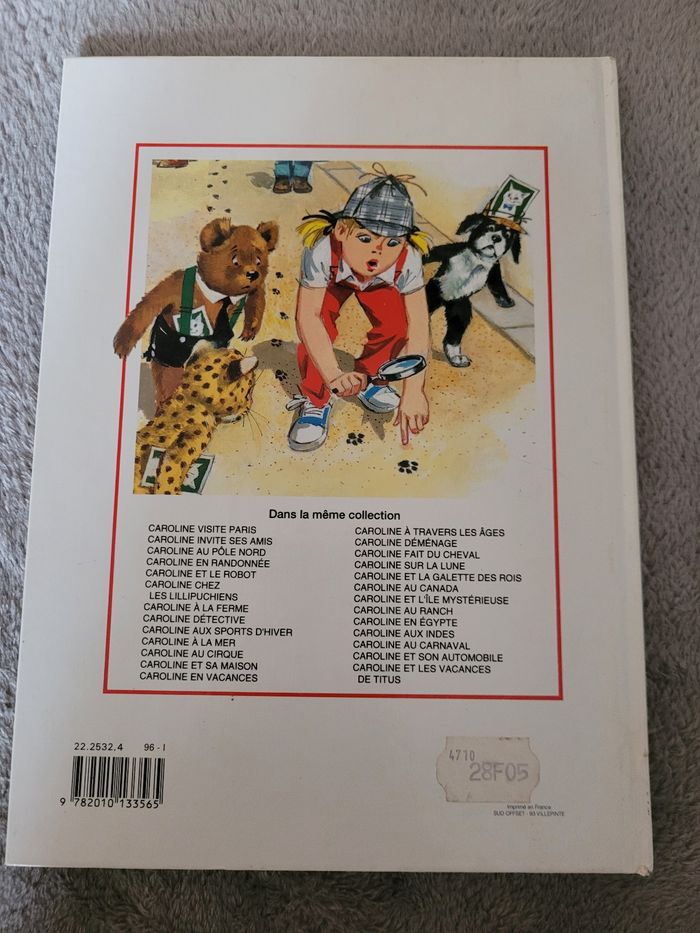 Dans la même collection
CAROLINE VISITE PARIS
CAROLINE INVITE SES AMIS
CAROLINE AU PÔLE NORD
CAROLINE EN RANDONNÉE
CAROLINE ET LE ROBOT
CAROLINE CHEZ
LES LILLIPUCHIENS
CAROLINE À LA FERME
CAROLINE DÉTECTIVE
CAROLINE AUX SPORTS D'HIVER
CAROLINE À LA MER
CAROLINE AU CIRQUE
CAROLINE ET SA MAISON
CAROLINE EN VACANCES
CAROLINE À TRAVERS LES ÂGES
CAROLINE DÉMÉNAGE
CAROLINE FAIT DU CHEVAL
CAROLINE SUR LA LUNE
CAROLINE ET LA GALETTE DES ROIS
CAROLINE AU CANADA
CAROLINE ET L'ÎLE MYSTÉRIEUSE
CAROLINE AU RANCH
CAROLINE EN ÉGYPTE
CAROLINE AUX INDES
CAROLINE AU CARNAVAL
CAROLINE ET SON AUTOMOBILE
CAROLINE ET LES VACANCES
DE TITUS
22.2532.4 96 - I
9 782010 133565
4710
28F05
Imprimé en France
SUD OFFSET - 93 VILLEPINTE